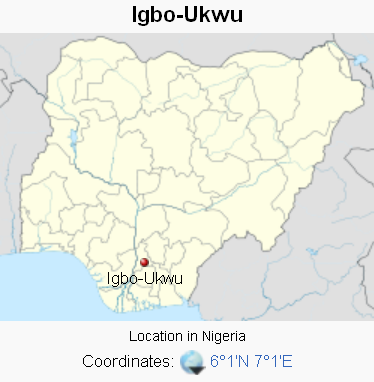 Igbo-Ukwu
Igbo-Ukwu
Location in Nigeria
Coordinates: 6°1'N 7°1'E